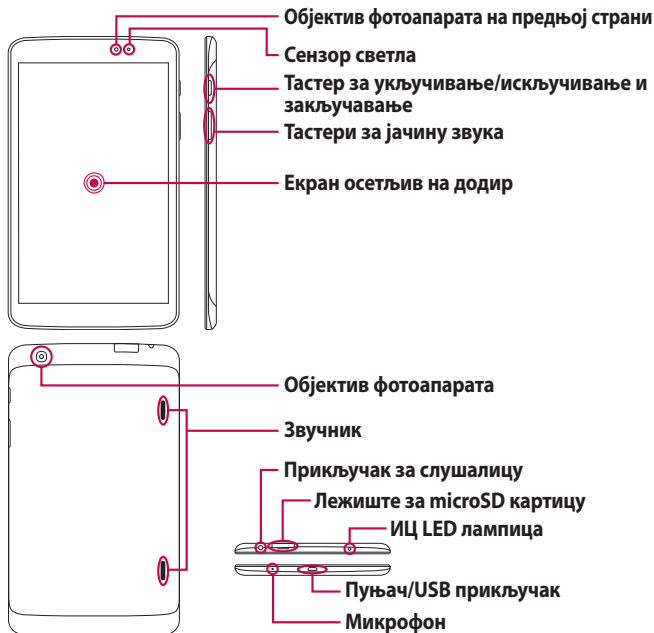 Објектив фотоапарата на предњој страни
Сензор светла
Тастер за укључивање/искључивање и
закључавање
Тастери за јачину звука
Екран осетљив на додир
Објектив фотоапарата
Звучник
Прикључак за слушалицу
Лежиште за microSD картицу
ИЦ LED лампица
Пуњач/USB прикључак
Микрофон